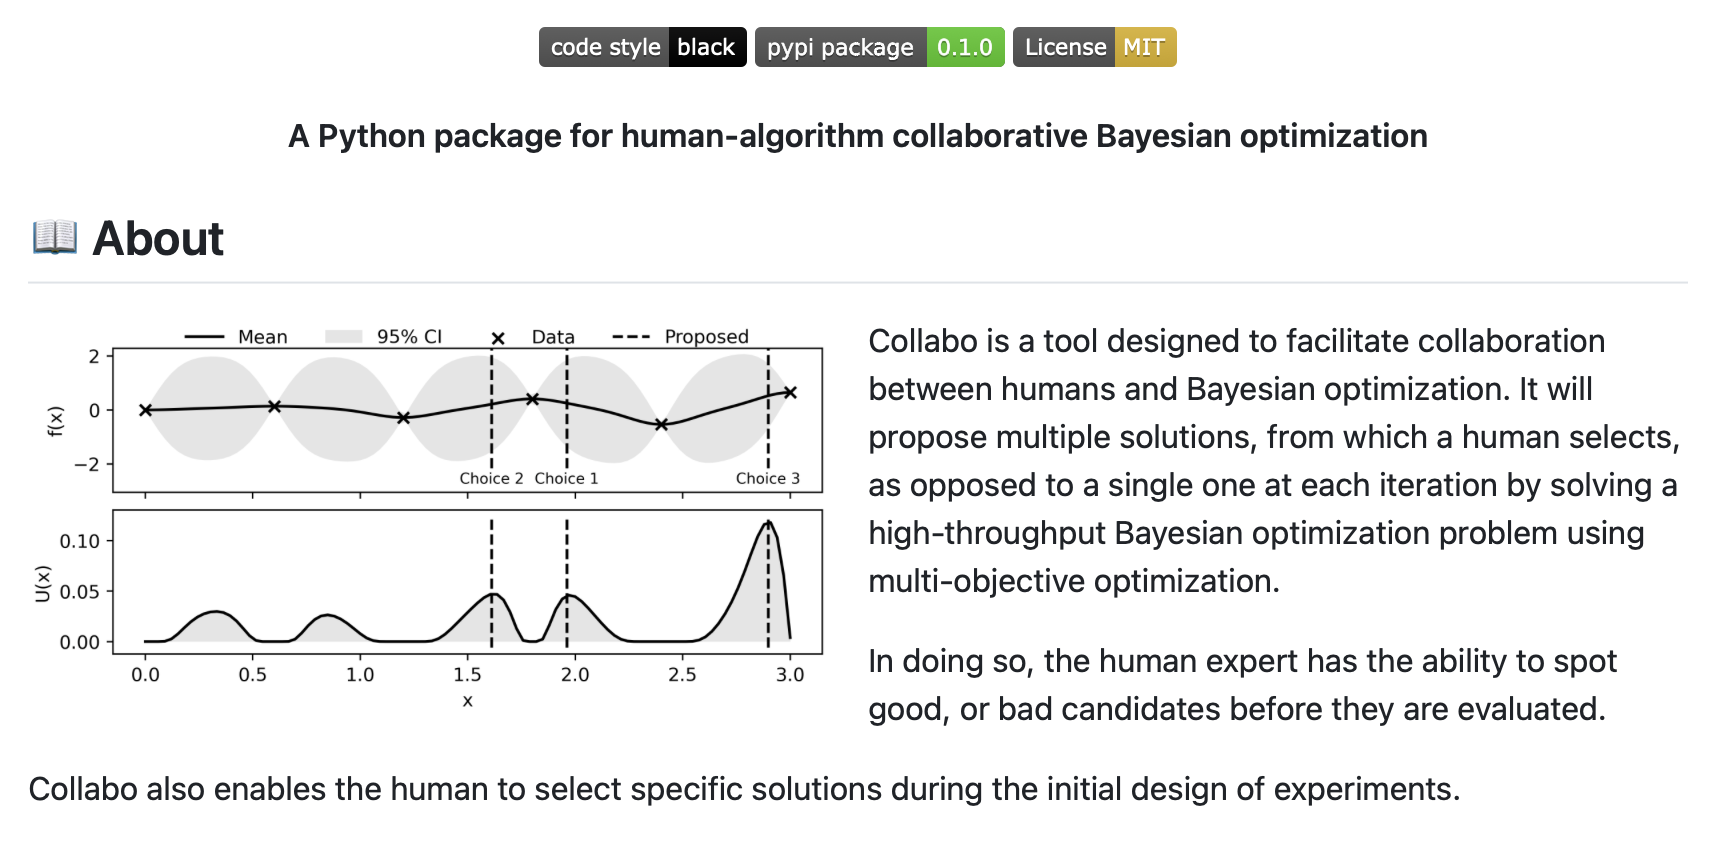 code style black pypi package 0.1.0 License MIT
A Python package for human-algorithm collaborative Bayesian optimization
📖 About
Mean 95% CI Data Proposed
2
0
−2
f(x)
Choice 2 Choice 1 Choice 3
0.10
0.05
0.00
U(x)
0.0 0.5 1.0 1.5 2.0 2.5 3.0
x
Collabo is a tool designed to facilitate collaboration
between humans and Bayesian optimization. It will
propose multiple solutions, from which a human selects,
as opposed to a single one at each iteration by solving a
high-throughput Bayesian optimization problem using
multi-objective optimization.
In doing so, the human expert has the ability to spot
good, or bad candidates before they are evaluated.
Collabo also enables the human to select specific solutions during the initial design of experiments.